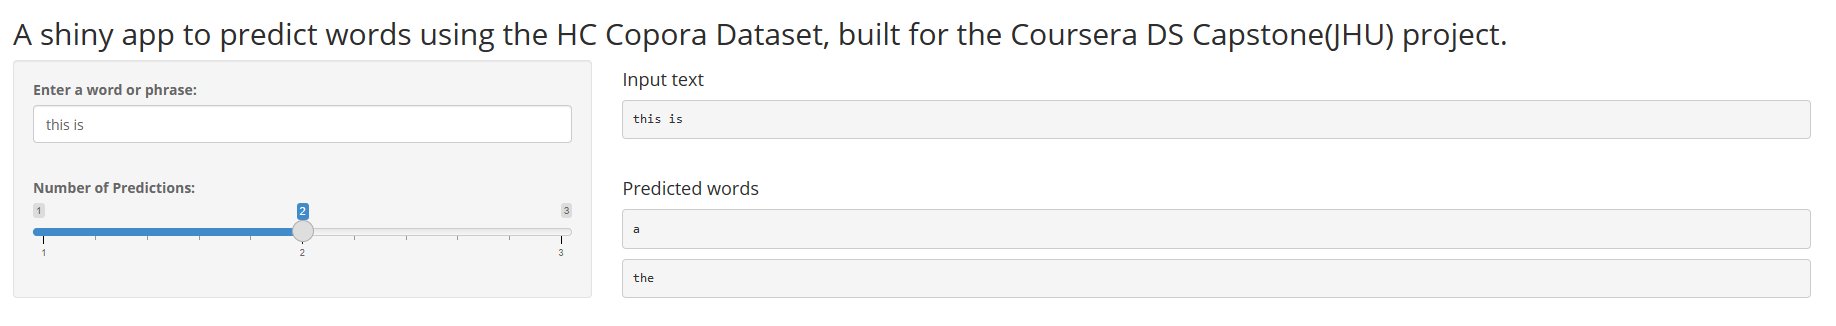 A shiny app to predict words using the HC Copora Dataset, built for the Coursera DS Capstone(JHU) project.
Enter a word or phrase:
this is
Number of Predictions:
1 2 3
1 2 3
Input text
this is
Predicted words
a
the